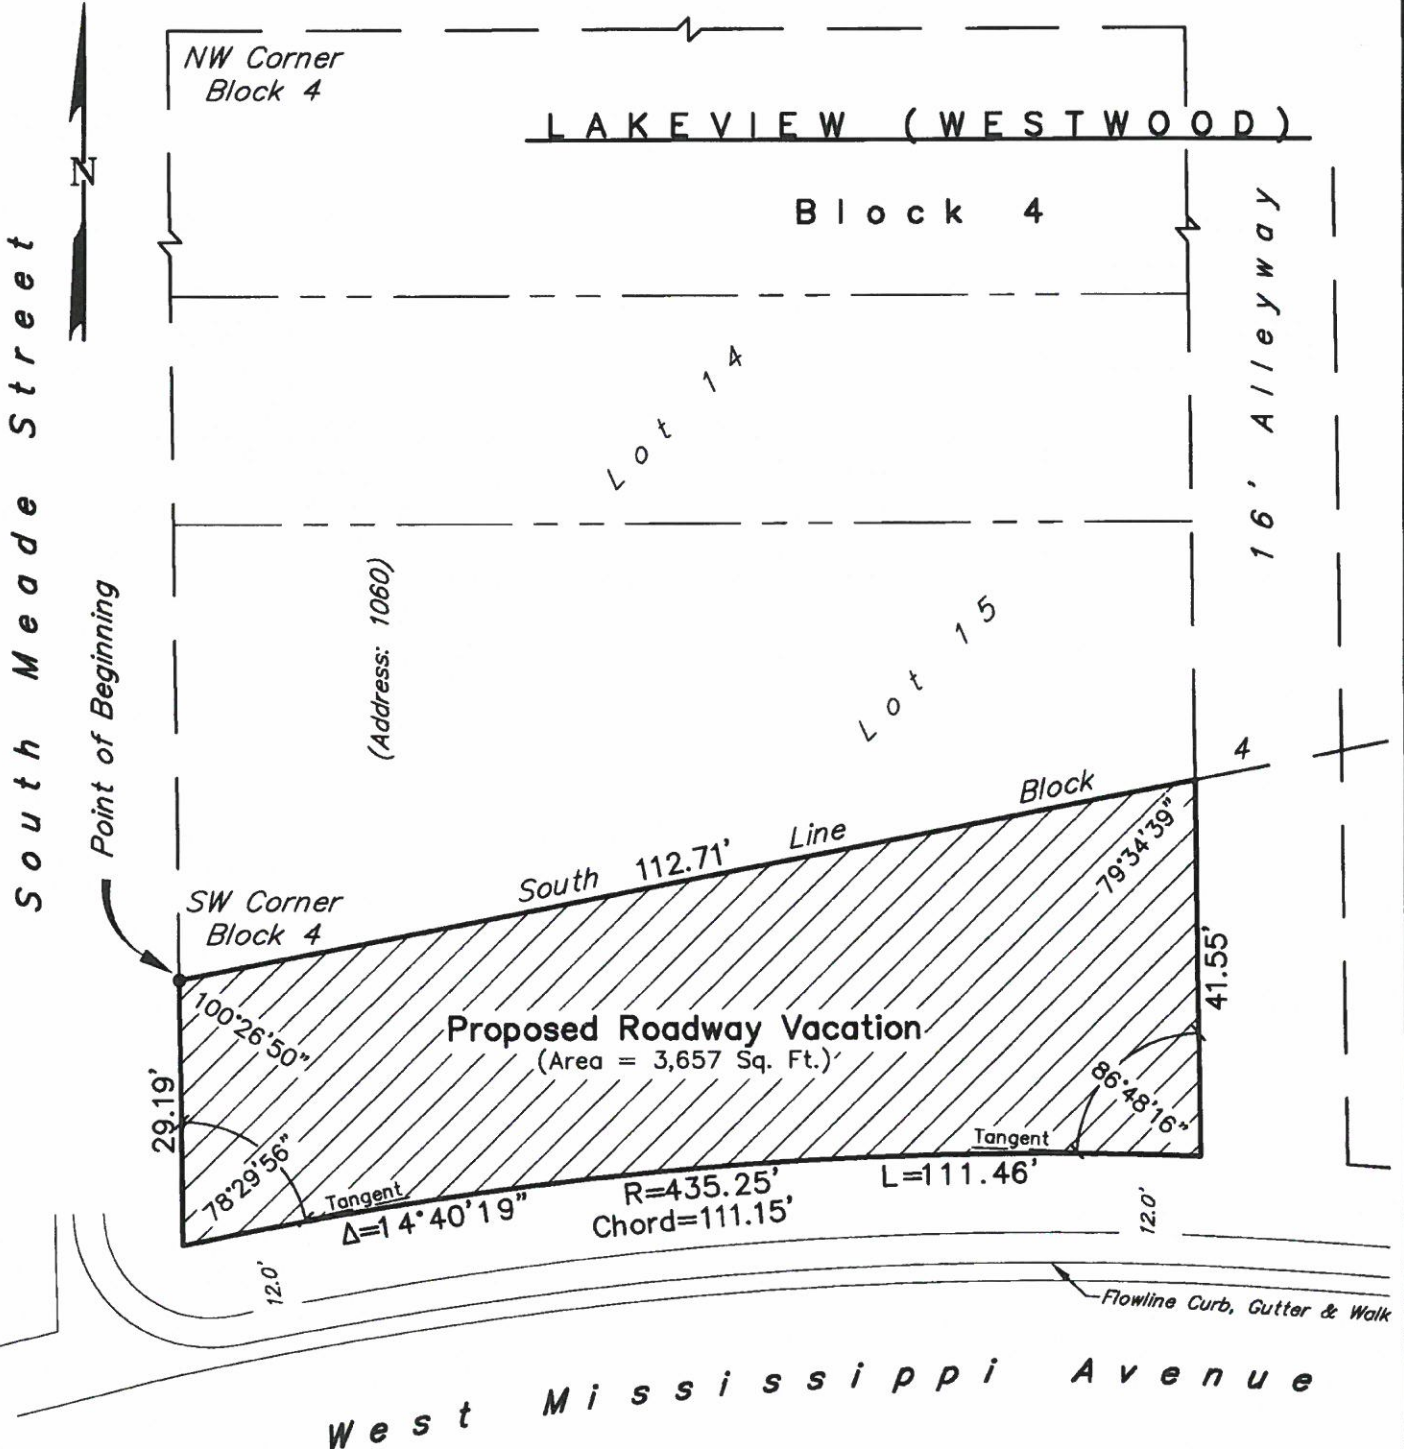 NW Corner
Block 4
LAKEVIEW (WESTWOOD)
N
Block 4
16' Alleyway
South Meade Street
Lot 14
Point of Beginning
(Address: 1060)
Lot 15
4
South 112.71' Line Block
79°34'39"
SW Corner
Block 4
41.55'
100°26'50"
Proposed Roadway Vacation
(Area = 3,657 Sq. Ft.)
29.19'
86°48'16"
78°29'56"
Tangent
Tangent
Δ=14°40'19"
R=435.25'
Chord=111.15'
L=111.46'
12.0'
12.0'
Flowline Curb, Gutter & Walk
West Mississippi Avenue